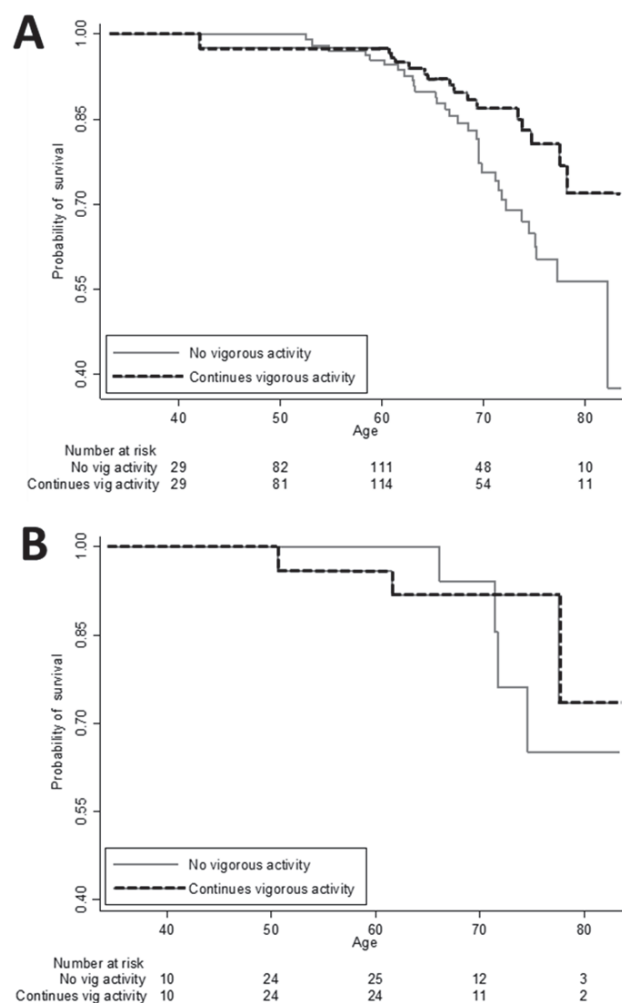 A
Probability of survival
1.00
0.85
0.70
0.55
0.40
No vigorous activity
Continues vigorous activity
40 50 60 70 80
Age
Number at risk
No vig activity 29 82 111 48 10
Continues vig activity 29 81 114 54 11
B
Probability of survival
1.00
0.85
0.70
0.55
0.40
No vigorous activity
Continues vigorous activity
40 50 60 70 80
Age
Number at risk
No vig activity 10 24 25 12 3
Continues vig activity 10 24 24 11 2